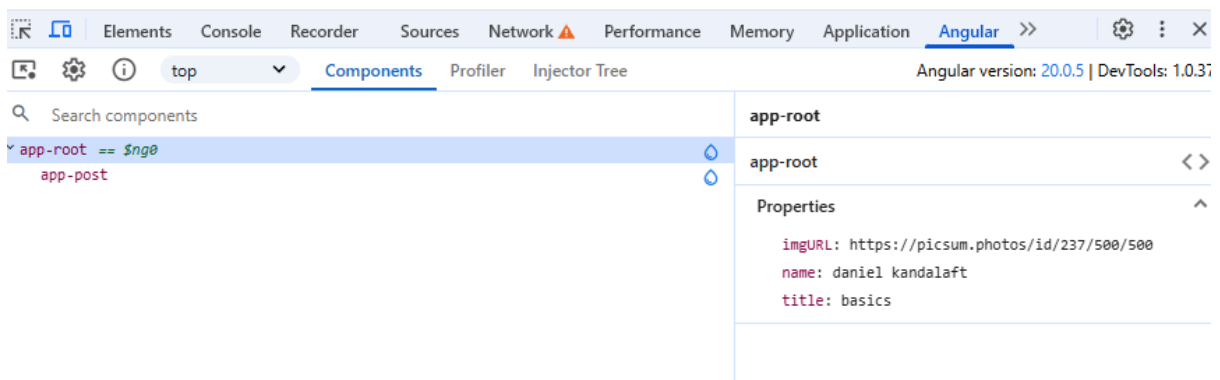 Elements Console Recorder Sources Network Performance Memory Application Angular
top Components Profiler Injector Tree Angular version: 20.0.5 | DevTools: 1.0.37
Search components
app-root == $ng0
app-post
app-root
app-root
Properties
imgURL: https://picsum.photos/id/237/500/500
name: daniel kandalaft
title: basics